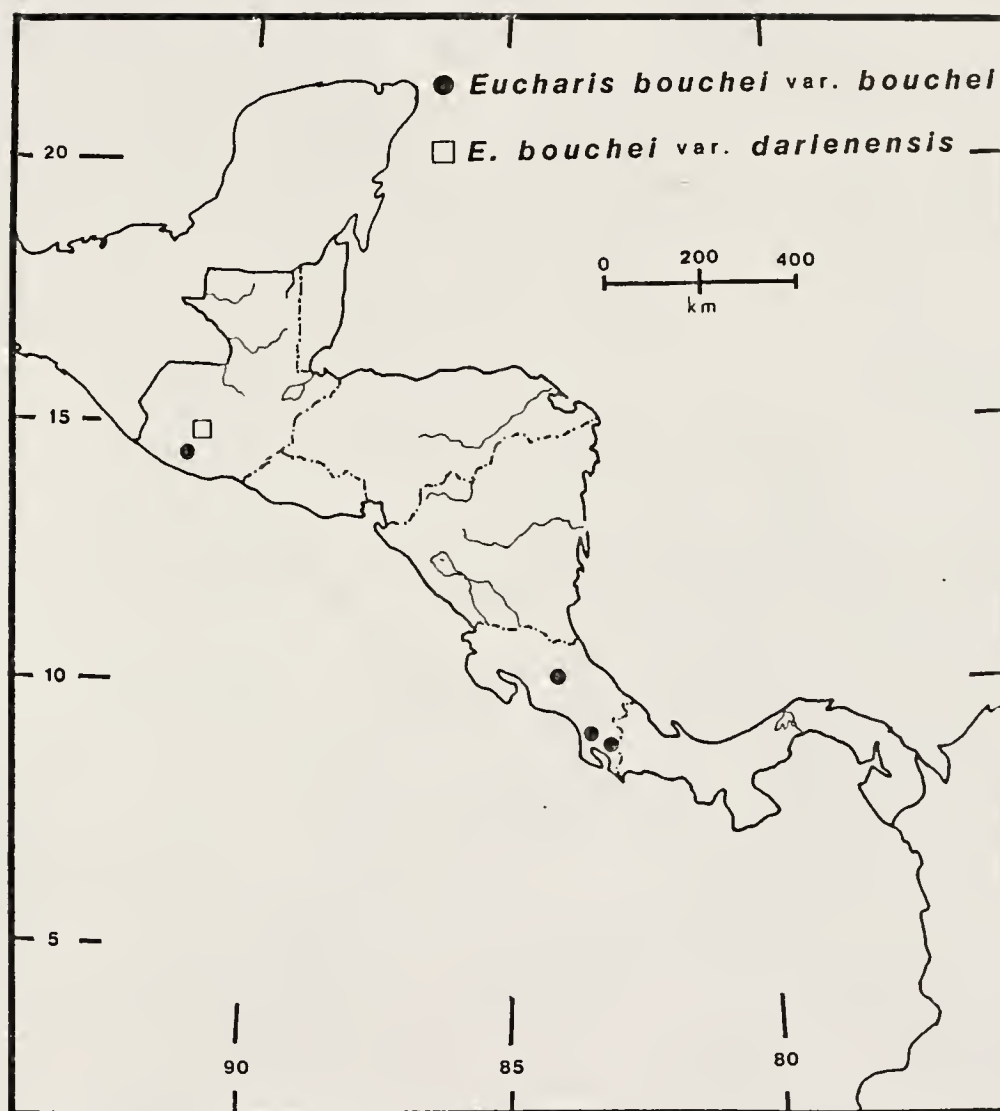 ● Eucharis bouchei var. bouchei
□ E. bouchei var. darienensis
20
0 200 400
km
15
10
5
90 85 80